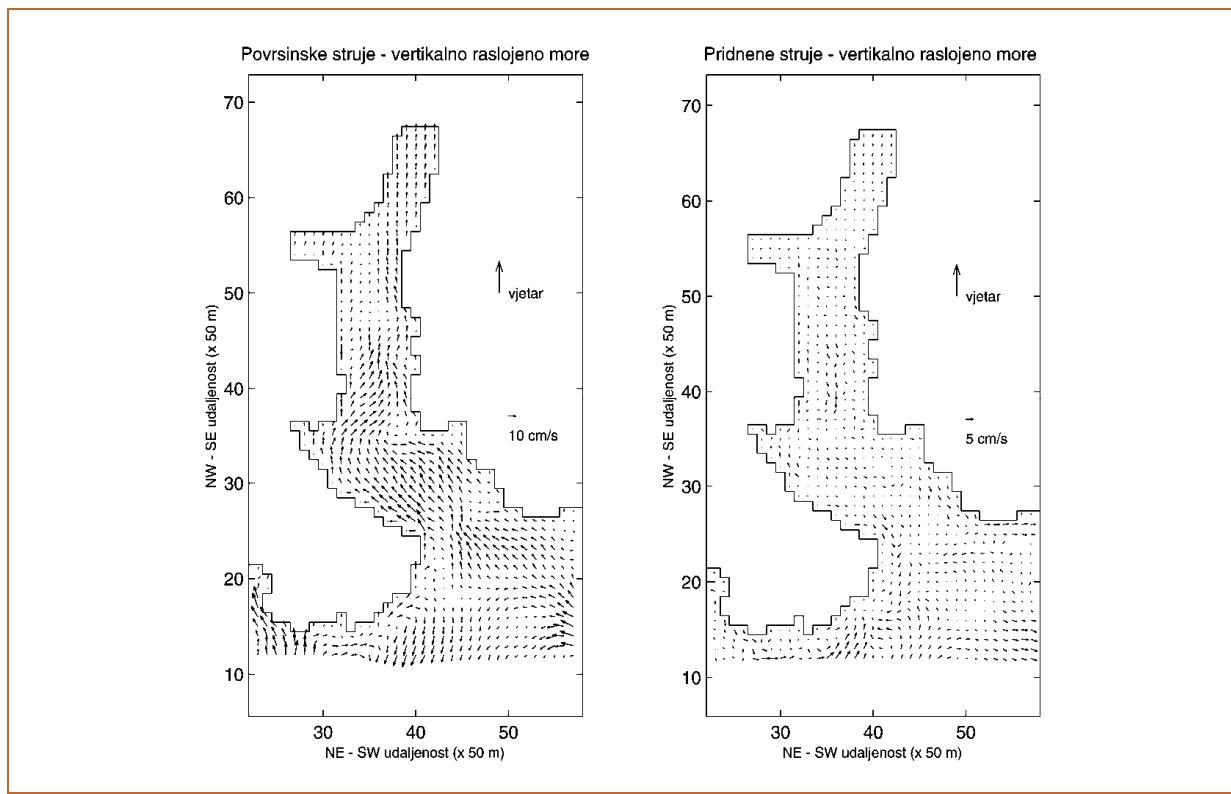 Povrsinske struje - vertikalno raslojeno more
70
60
50
40
30
20
10
NW - SE udaljenost (x 50 m)
vjetar
10 cm/s
30 40 50
NE - SW udaljenost (x 50 m)
Pridnene struje - vertikalno raslojeno more
70
60
50
40
30
20
10
NW - SE udaljenost (x 50 m)
vjetar
5 cm/s
30 40 50
NE - SW udaljenost (x 50 m)